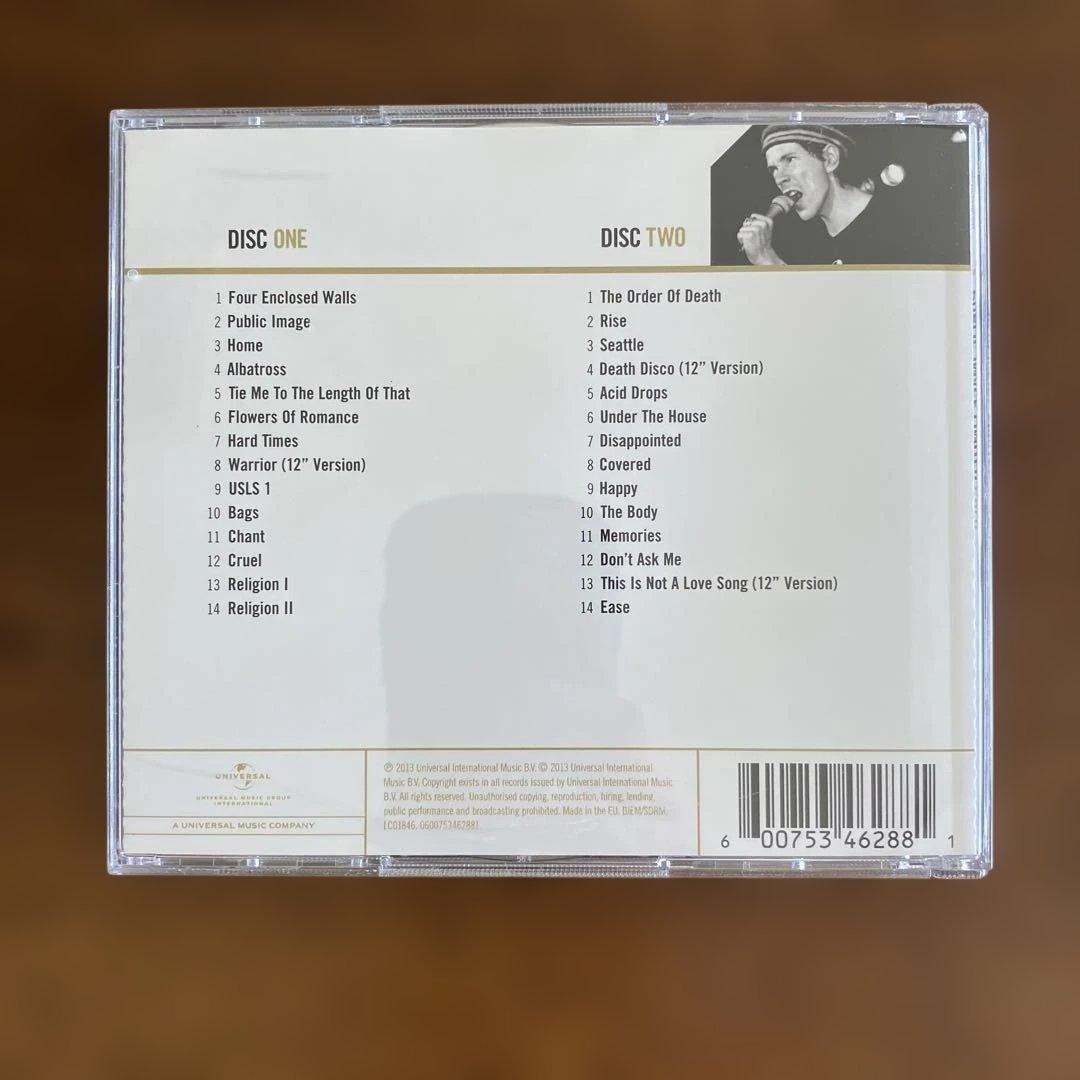 DISC ONE
1 Four Enclosed Walls
2 Public Image
3 Home
4 Albatross
5 Tie Me To The Length Of That
6 Flowers Of Romance
7 Hard Times
8 Warrior (12” Version)
9 USLS 1
10 Bags
11 Chant
12 Cruel
13 Religion I
14 Religion II
DISC TWO
1 The Order Of Death
2 Rise
3 Seattle
4 Death Disco (12” Version)
5 Acid Drops
6 Under The House
7 Disappointed
8 Covered
9 Happy
10 The Body
11 Memories
12 Don’t Ask Me
13 This Is Not A Love Song (12” Version)
14 Ease
UNIVERSAL
UNIVERSAL MUSIC GROUP
INTERNATIONAL
A UNIVERSAL MUSIC COMPANY
℗ 2013 Universal International Music B.V. © 2013 Universal International
Music B.V. Copyright exists in all records issued by Universal International Music
B.V. All rights reserved. Unauthorised copying, reproduction, hiring, lending,
public performance and broadcasting prohibited. Made in the EU. BIEM/SDRM.
LC01846. 0600753462881
6 00753 46288 1